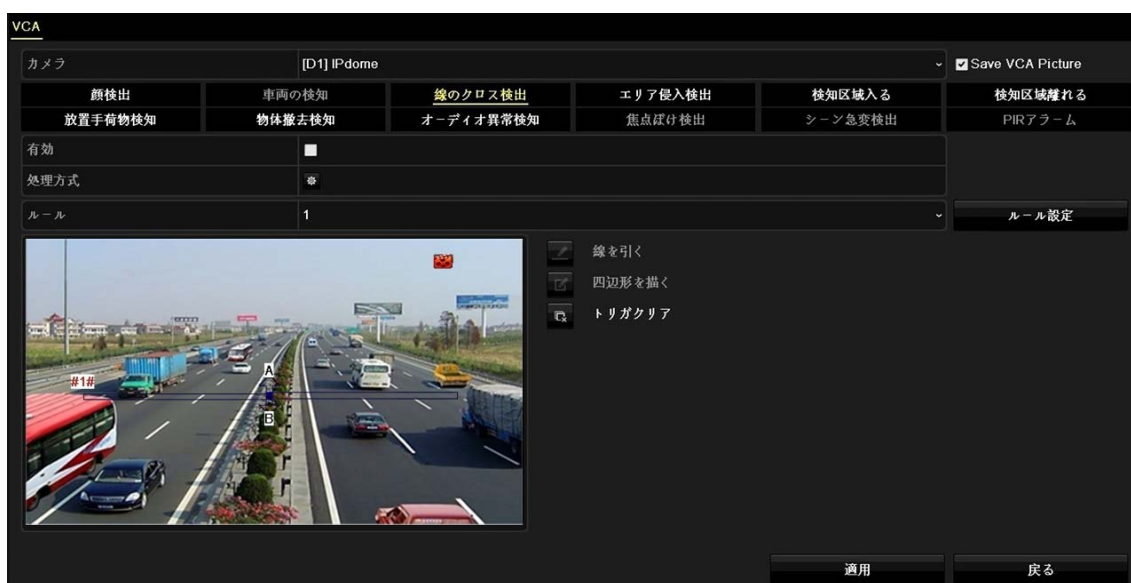 VCA
カメラ [D1] IPdome Save VCA Picture
顔検出 車両の検知 線のクロス検出 エリア侵入検出 検知区域入る 検知区域離れる
放置手荷物検知 物体撤去検知 オーディオ異常検知 焦点ぼけ検出 シーン急変検出 PIRアラーム
有効
処理方式
ルール 1 ルール設定
線を引く
四辺形を描く
トリガクリア
A
#1#
B
適用 戻る